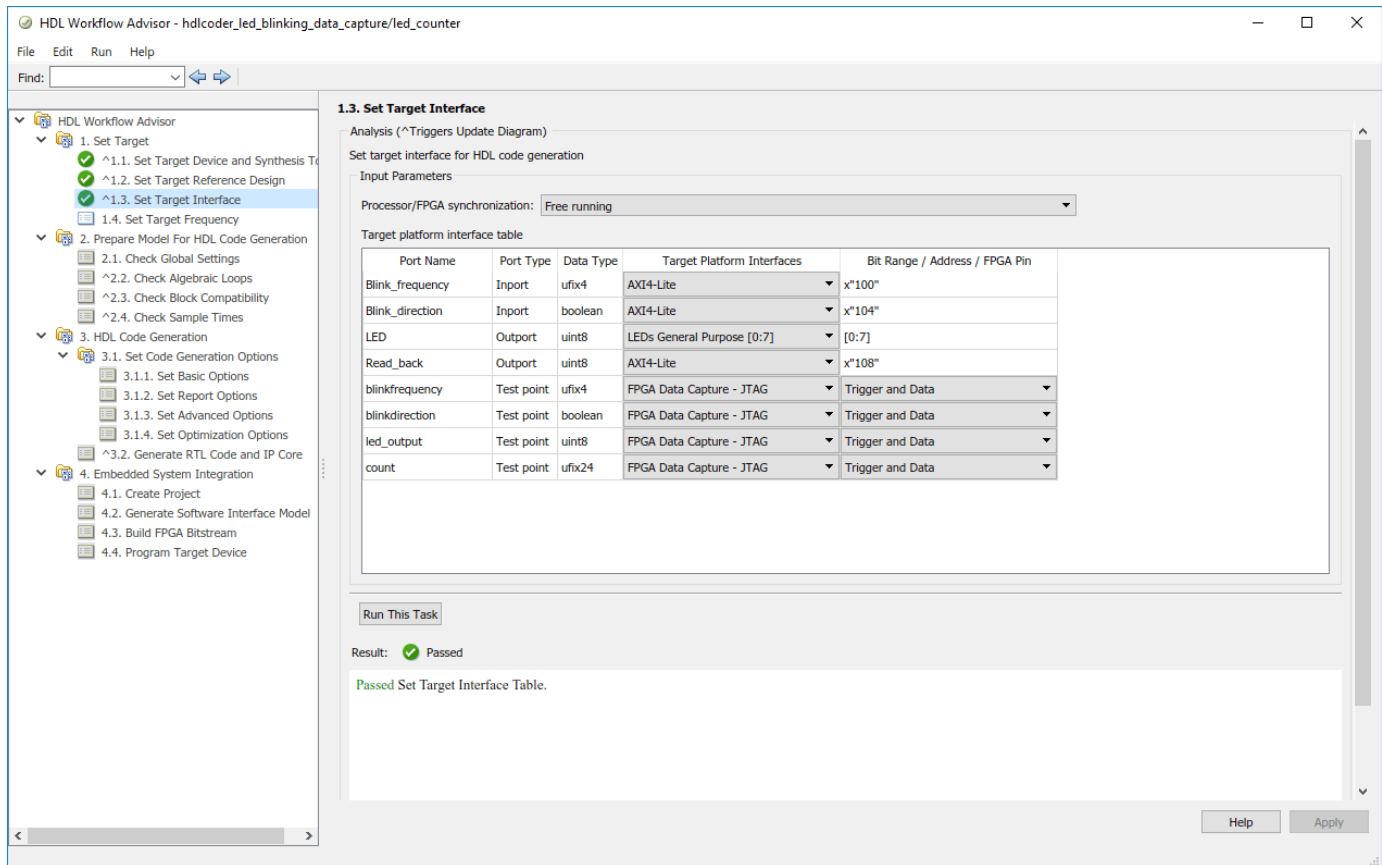 HDL Workflow Advisor - hdlcoder_led_blinking_data_capture/led_counter
File Edit Run Help
Find:
HDL Workflow Advisor
1. Set Target
^1.1. Set Target Device and Synthesis To
^1.2. Set Target Reference Design
^1.3. Set Target Interface
1.4. Set Target Frequency
2. Prepare Model For HDL Code Generation
2.1. Check Global Settings
^2.2. Check Algebraic Loops
^2.3. Check Block Compatibility
^2.4. Check Sample Times
3. HDL Code Generation
3.1. Set Code Generation Options
3.1.1. Set Basic Options
3.1.2. Set Report Options
3.1.3. Set Advanced Options
3.1.4. Set Optimization Options
^3.2. Generate RTL Code and IP Core
4. Embedded System Integration
4.1. Create Project
4.2. Generate Software Interface Model
4.3. Build FPGA Bitstream
4.4. Program Target Device
1.3. Set Target Interface
Analysis (^Triggers Update Diagram)
Set target interface for HDL code generation
Input Parameters
Processor/FPGA synchronization: Free running
Target platform interface table
Port Name Port Type Data Type Target Platform Interfaces Bit Range / Address / FPGA Pin
Blink_frequency Inport ufix4 AXI4-Lite x"100"
Blink_direction Inport boolean AXI4-Lite x"104"
LED Outport uint8 LEDs General Purpose [0:7] [0:7]
Read_back Outport uint8 AXI4-Lite x"108"
blinkfrequency Test point ufix4 FPGA Data Capture - JTAG Trigger and Data
blinkdirection Test point boolean FPGA Data Capture - JTAG Trigger and Data
led_output Test point uint8 FPGA Data Capture - JTAG Trigger and Data
count Test point ufix24 FPGA Data Capture - JTAG Trigger and Data
Run This Task
Result: Passed
Passed Set Target Interface Table.
Help Apply